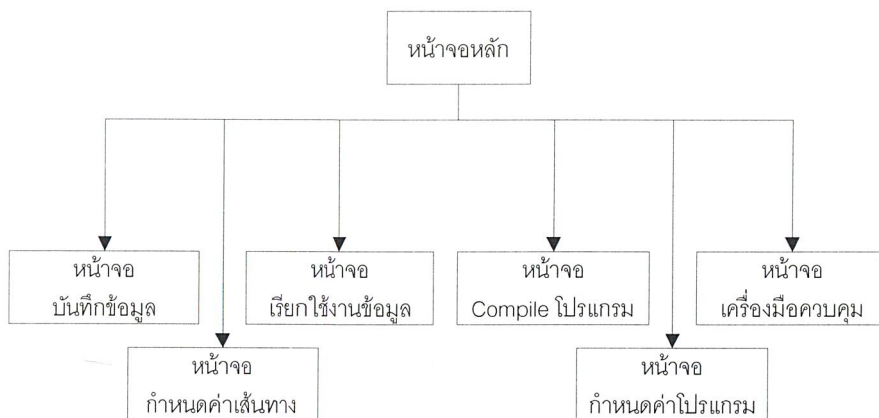 หน้าจอหลัก
หน้าจอ
บันทึกข้อมูล
หน้าจอ
เรียกใช้งานข้อมูล
หน้าจอ
Compile โปรแกรม
หน้าจอ
เครื่องมือควบคุม
หน้าจอ
กำหนดค่าเส้นทาง
หน้าจอ
กำหนดค่าโปรแกรม